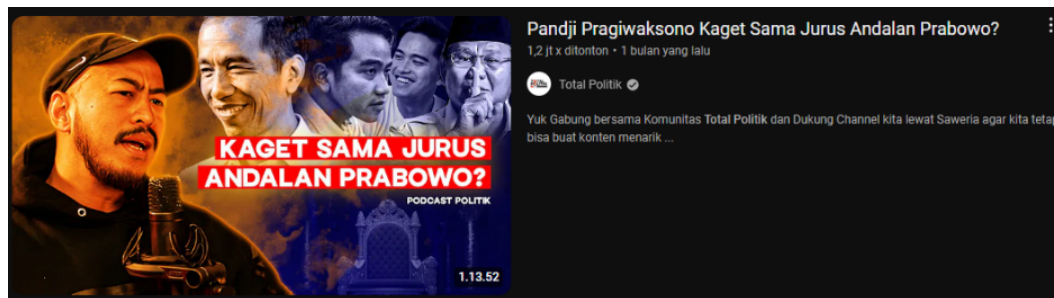 KAGET SAMA JURUS
ANDALAN PRABOWO?
PODCAST POLITIK
1.13.52
Pandji Pragiwaksono Kaget Sama Jurus Andalan Prabowo?
1,2 jt x ditonton • 1 bulan yang lalu
Total Politik
Yuk Gabung bersama Komunitas Total Politik dan Dukung Channel kita lewat Saweria agar kita tetap
bisa buat konten menarik ...